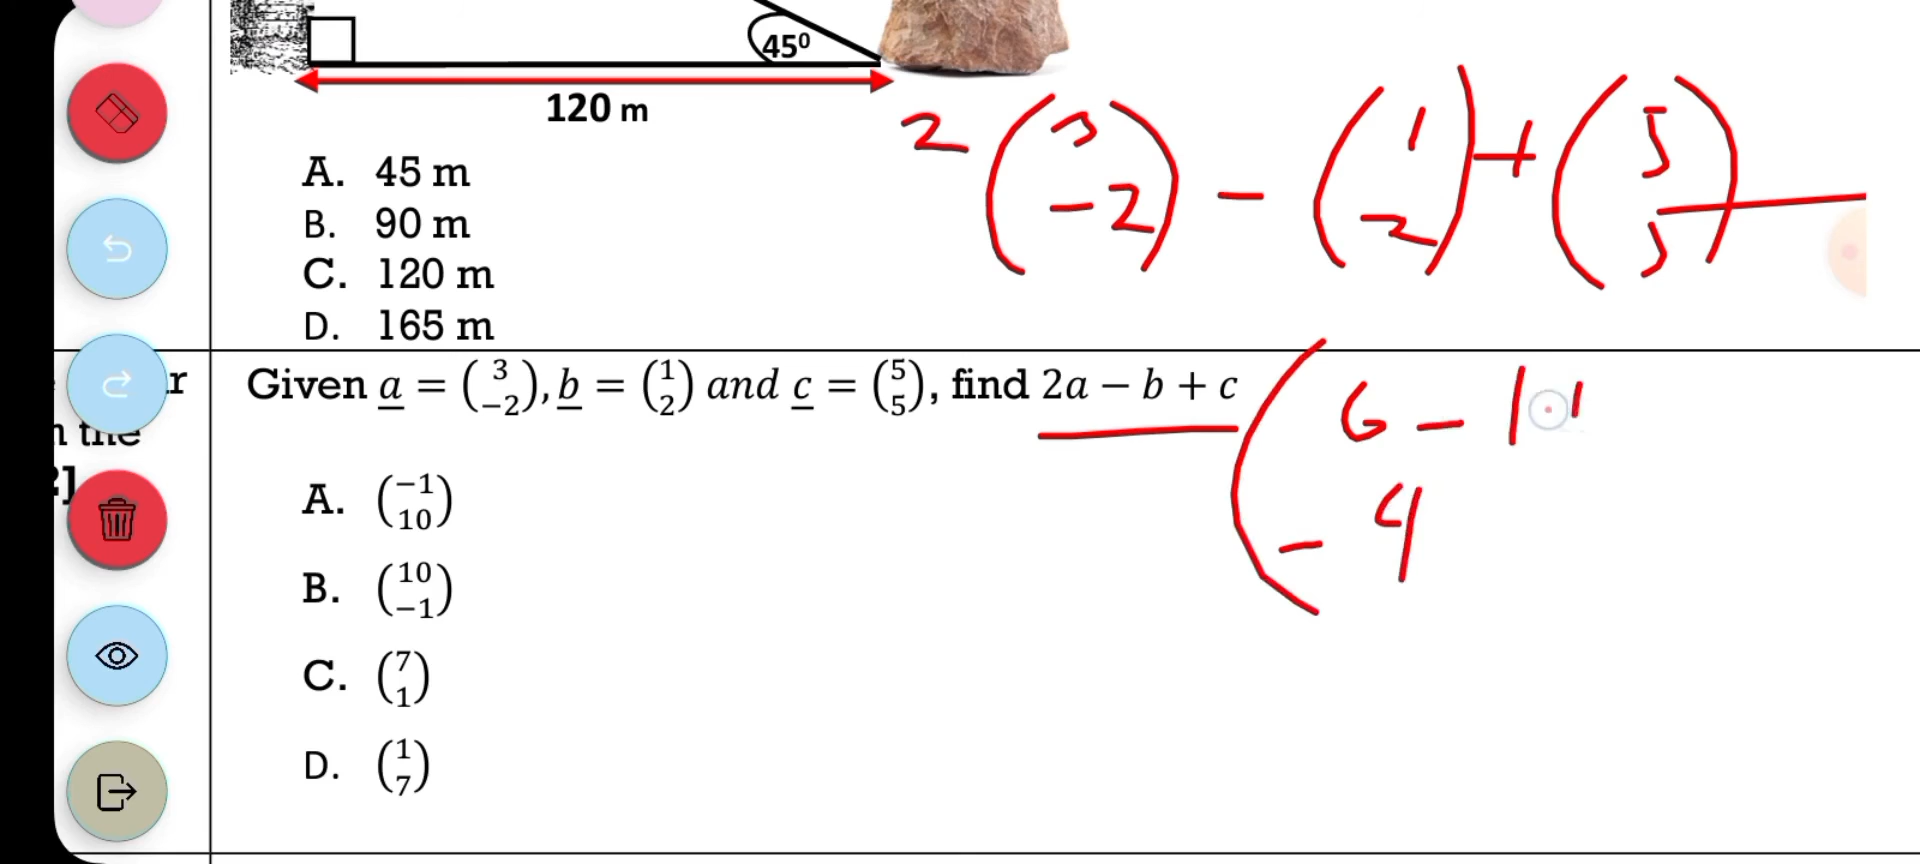 45⁰
120 m
A. 45 m
B. 90 m
C. 120 m
D. 165 m
2 (3 -2) - (1 2) + (5 5)
r Given a = (3 −2), b = (1 2) and c = (5 5), find 2a − b + c
6 - 1
- 4
A. (−1 10)
B. (10 −1)
C. (7 1)
D. (1 7)